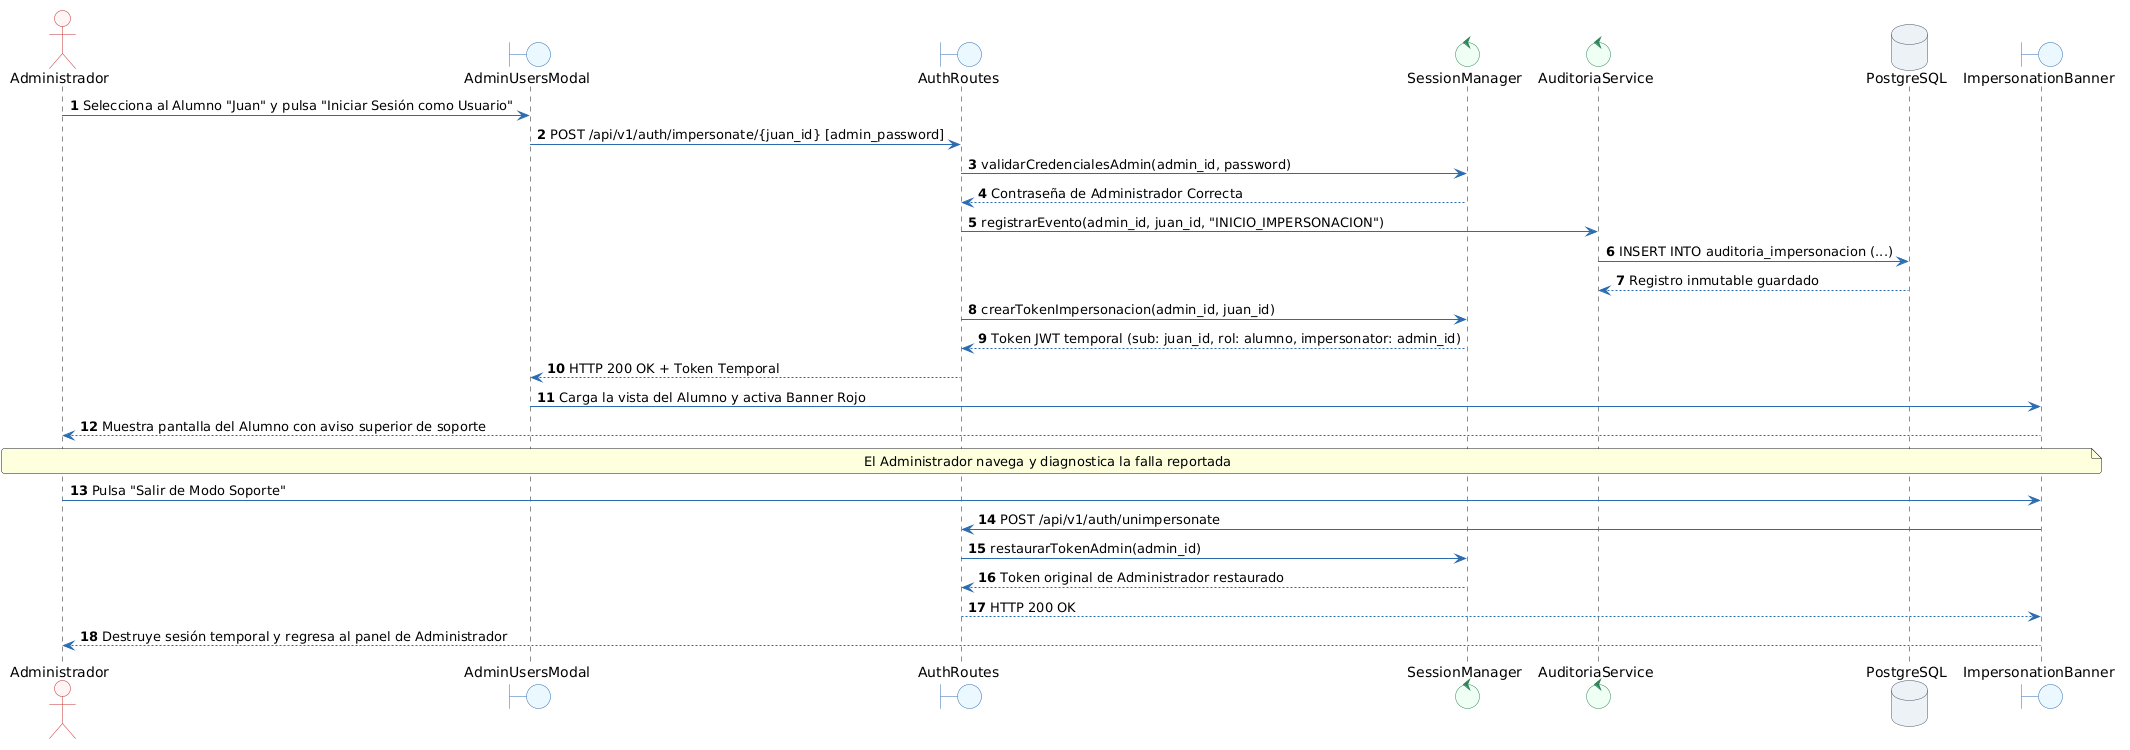 Administrador
AdminUsersModal
AuthRoutes
SessionManager
AuditoriaService
PostgreSQL
ImpersonationBanner
1 Selecciona al Alumno "Juan" y pulsa "Iniciar Sesión como Usuario"
2 POST /api/v1/auth/impersonate/{juan_id} [admin_password]
3 validarCredencialesAdmin(admin_id, password)
4 Contraseña de Administrador Correcta
5 registrarEvento(admin_id, juan_id, "INICIO_IMPERSONACION")
6 INSERT INTO auditoria_impersonacion (...)
7 Registro inmutable guardado
8 crearTokenImpersonacion(admin_id, juan_id)
9 Token JWT temporal (sub: juan_id, rol: alumno, impersonator: admin_id)
10 HTTP 200 OK + Token Temporal
11 Carga la vista del Alumno y activa Banner Rojo
12 Muestra pantalla del Alumno con aviso superior de soporte
El Administrador navega y diagnostica la falla reportada
13 Pulsa "Salir de Modo Soporte"
14 POST /api/v1/auth/unimpersonate
15 restaurarTokenAdmin(admin_id)
16 Token original de Administrador restaurado
17 HTTP 200 OK
18 Destruye sesión temporal y regresa al panel de Administrador
Administrador
AdminUsersModal
AuthRoutes
SessionManager
AuditoriaService
PostgreSQL
ImpersonationBanner